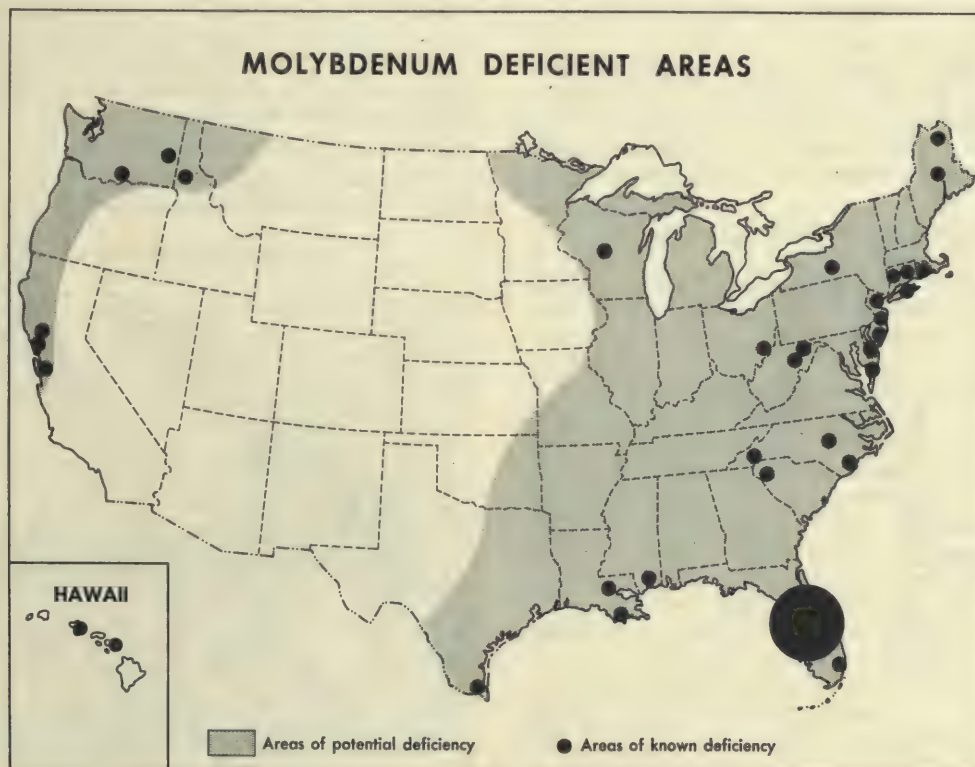 MOLYBDENUM DEFICIENT AREAS
HAWAII
Areas of potential deficiency
Areas of known deficiency